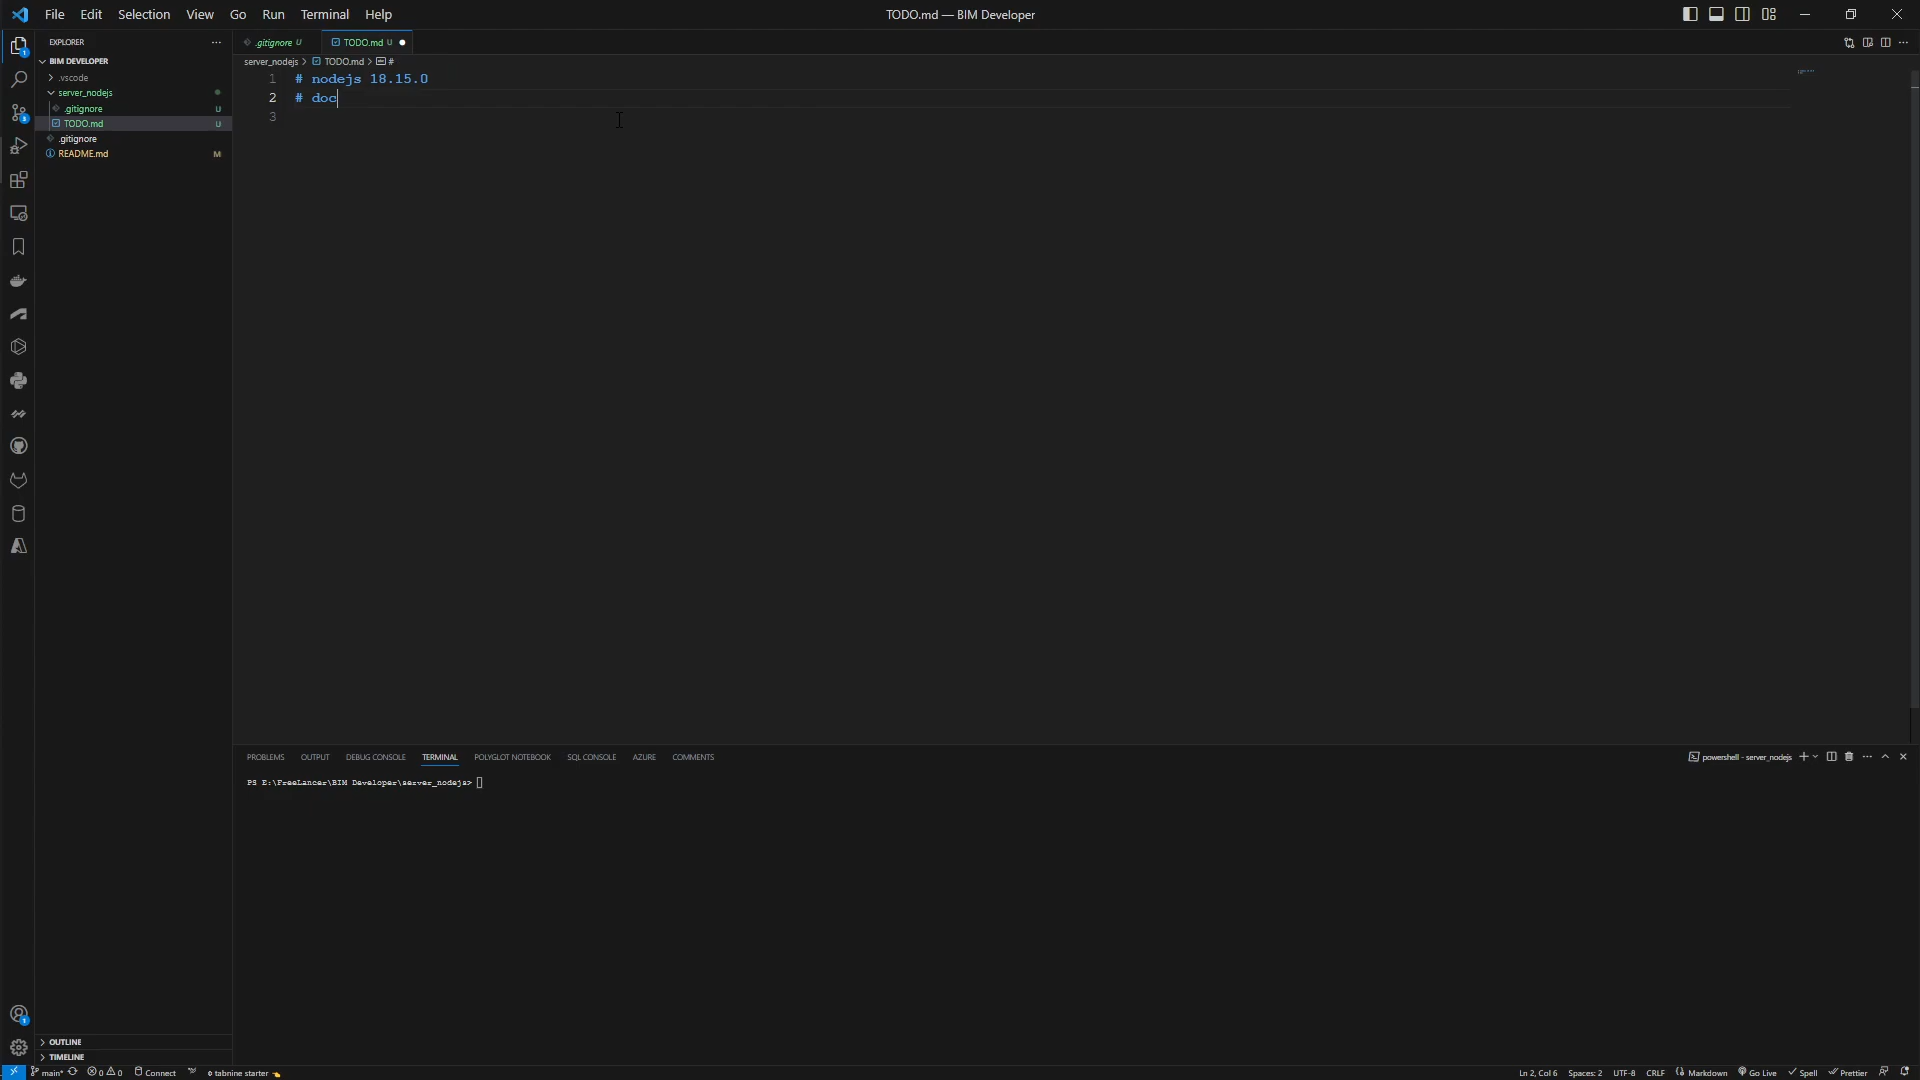 File Edit Selection View Go Run Terminal Help
TODO.md — BIM Developer
EXPLORER
BIM DEVELOPER
.vscode
server_nodejs
.gitignore U
TODO.md U
.gitignore
README.md M
OUTLINE
TIMELINE
.gitignore U
TODO.md U
server_nodejs > TODO.md > #
1 # nodejs 18.15.0
2 # doc
3
PROBLEMS OUTPUT DEBUG CONSOLE TERMINAL POLYGLOT NOTEBOOK SQL CONSOLE AZURE COMMENTS
powershell - server_nodejs
PS E:\FreeLancer\BIM Developer\server_nodejs>
main* 0 0 Connect tabnine starter
Ln 2, Col 6 Spaces: 2 UTF-8 CRLF Markdown Go Live Spell Prettier